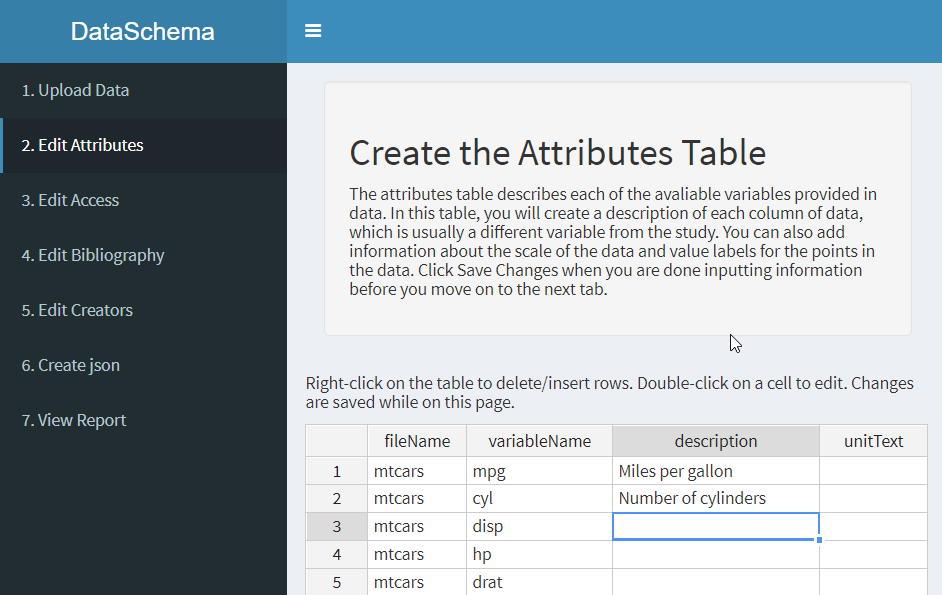 DataSchema
1. Upload Data
2. Edit Attributes
3. Edit Access
4. Edit Bibliography
5. Edit Creators
6. Create json
7. View Report
Create the Attributes Table
The attributes table describes each of the avaliable variables provided in
data. In this table, you will create a description of each column of data,
which is usually a different variable from the study. You can also add
information about the scale of the data and value labels for the points in
the data. Click Save Changes when you are done inputting information
before you move on to the next tab.
Right-click on the table to delete/insert rows. Double-click on a cell to edit. Changes
are saved while on this page.
fileName variableName description unitText
1 mtcars mpg Miles per gallon
2 mtcars cyl Number of cylinders
3 mtcars disp
4 mtcars hp
5 mtcars drat